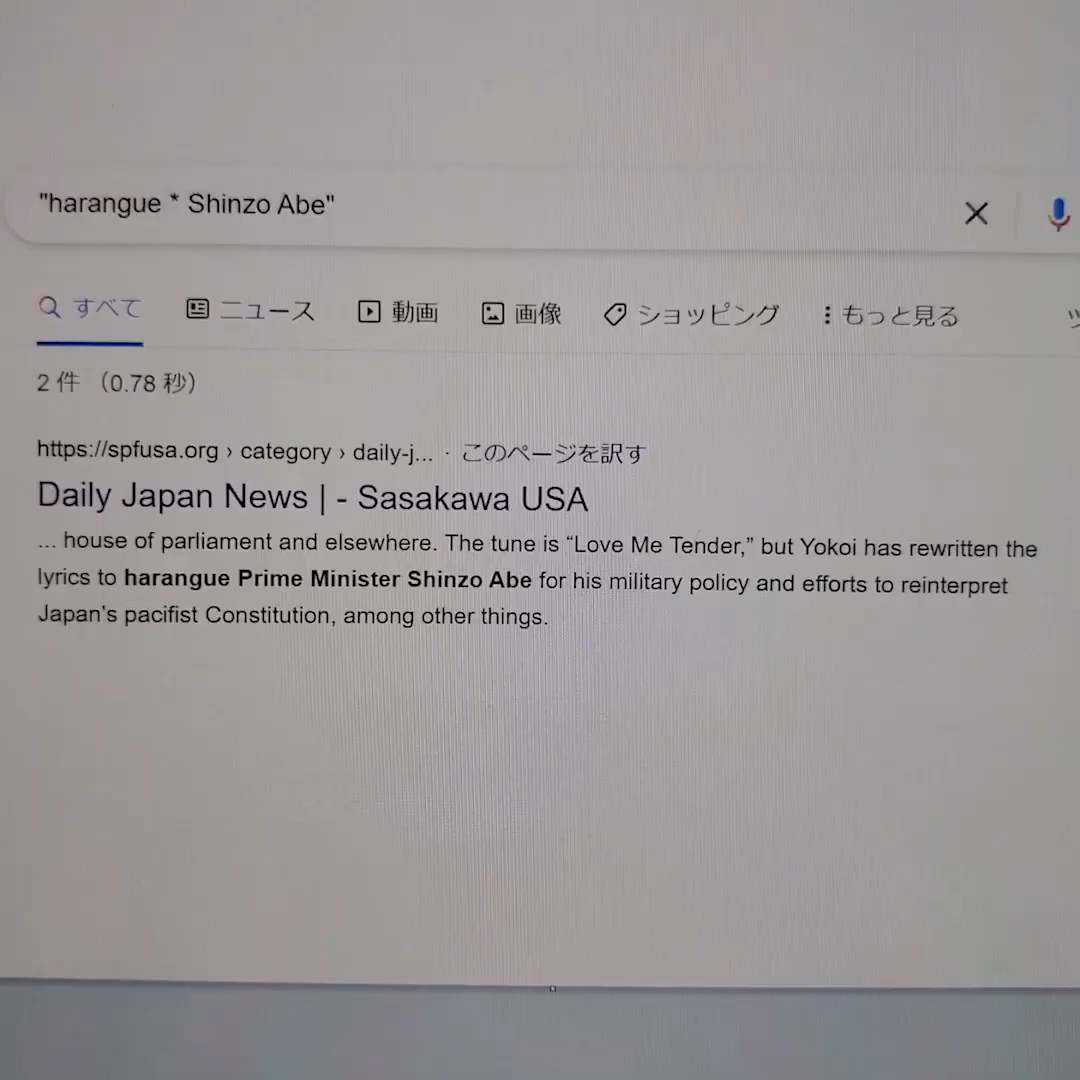 "harangue * Shinzo Abe"
すべて ニュース 動画 画像 ショッピング もっと見る
2 件 （0.78 秒）
https://spfusa.org › category › daily-j... · このページを訳す
Daily Japan News | - Sasakawa USA
... house of parliament and elsewhere. The tune is “Love Me Tender,” but Yokoi has rewritten the
lyrics to harangue Prime Minister Shinzo Abe for his military policy and efforts to reinterpret
Japan's pacifist Constitution, among other things.